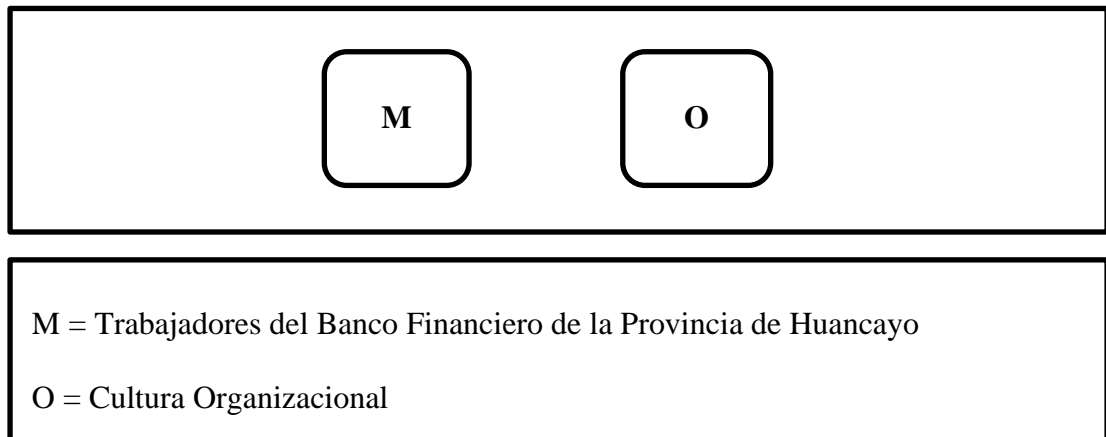 M O
M = Trabajadores del Banco Financiero de la Provincia de Huancayo
O = Cultura Organizacional